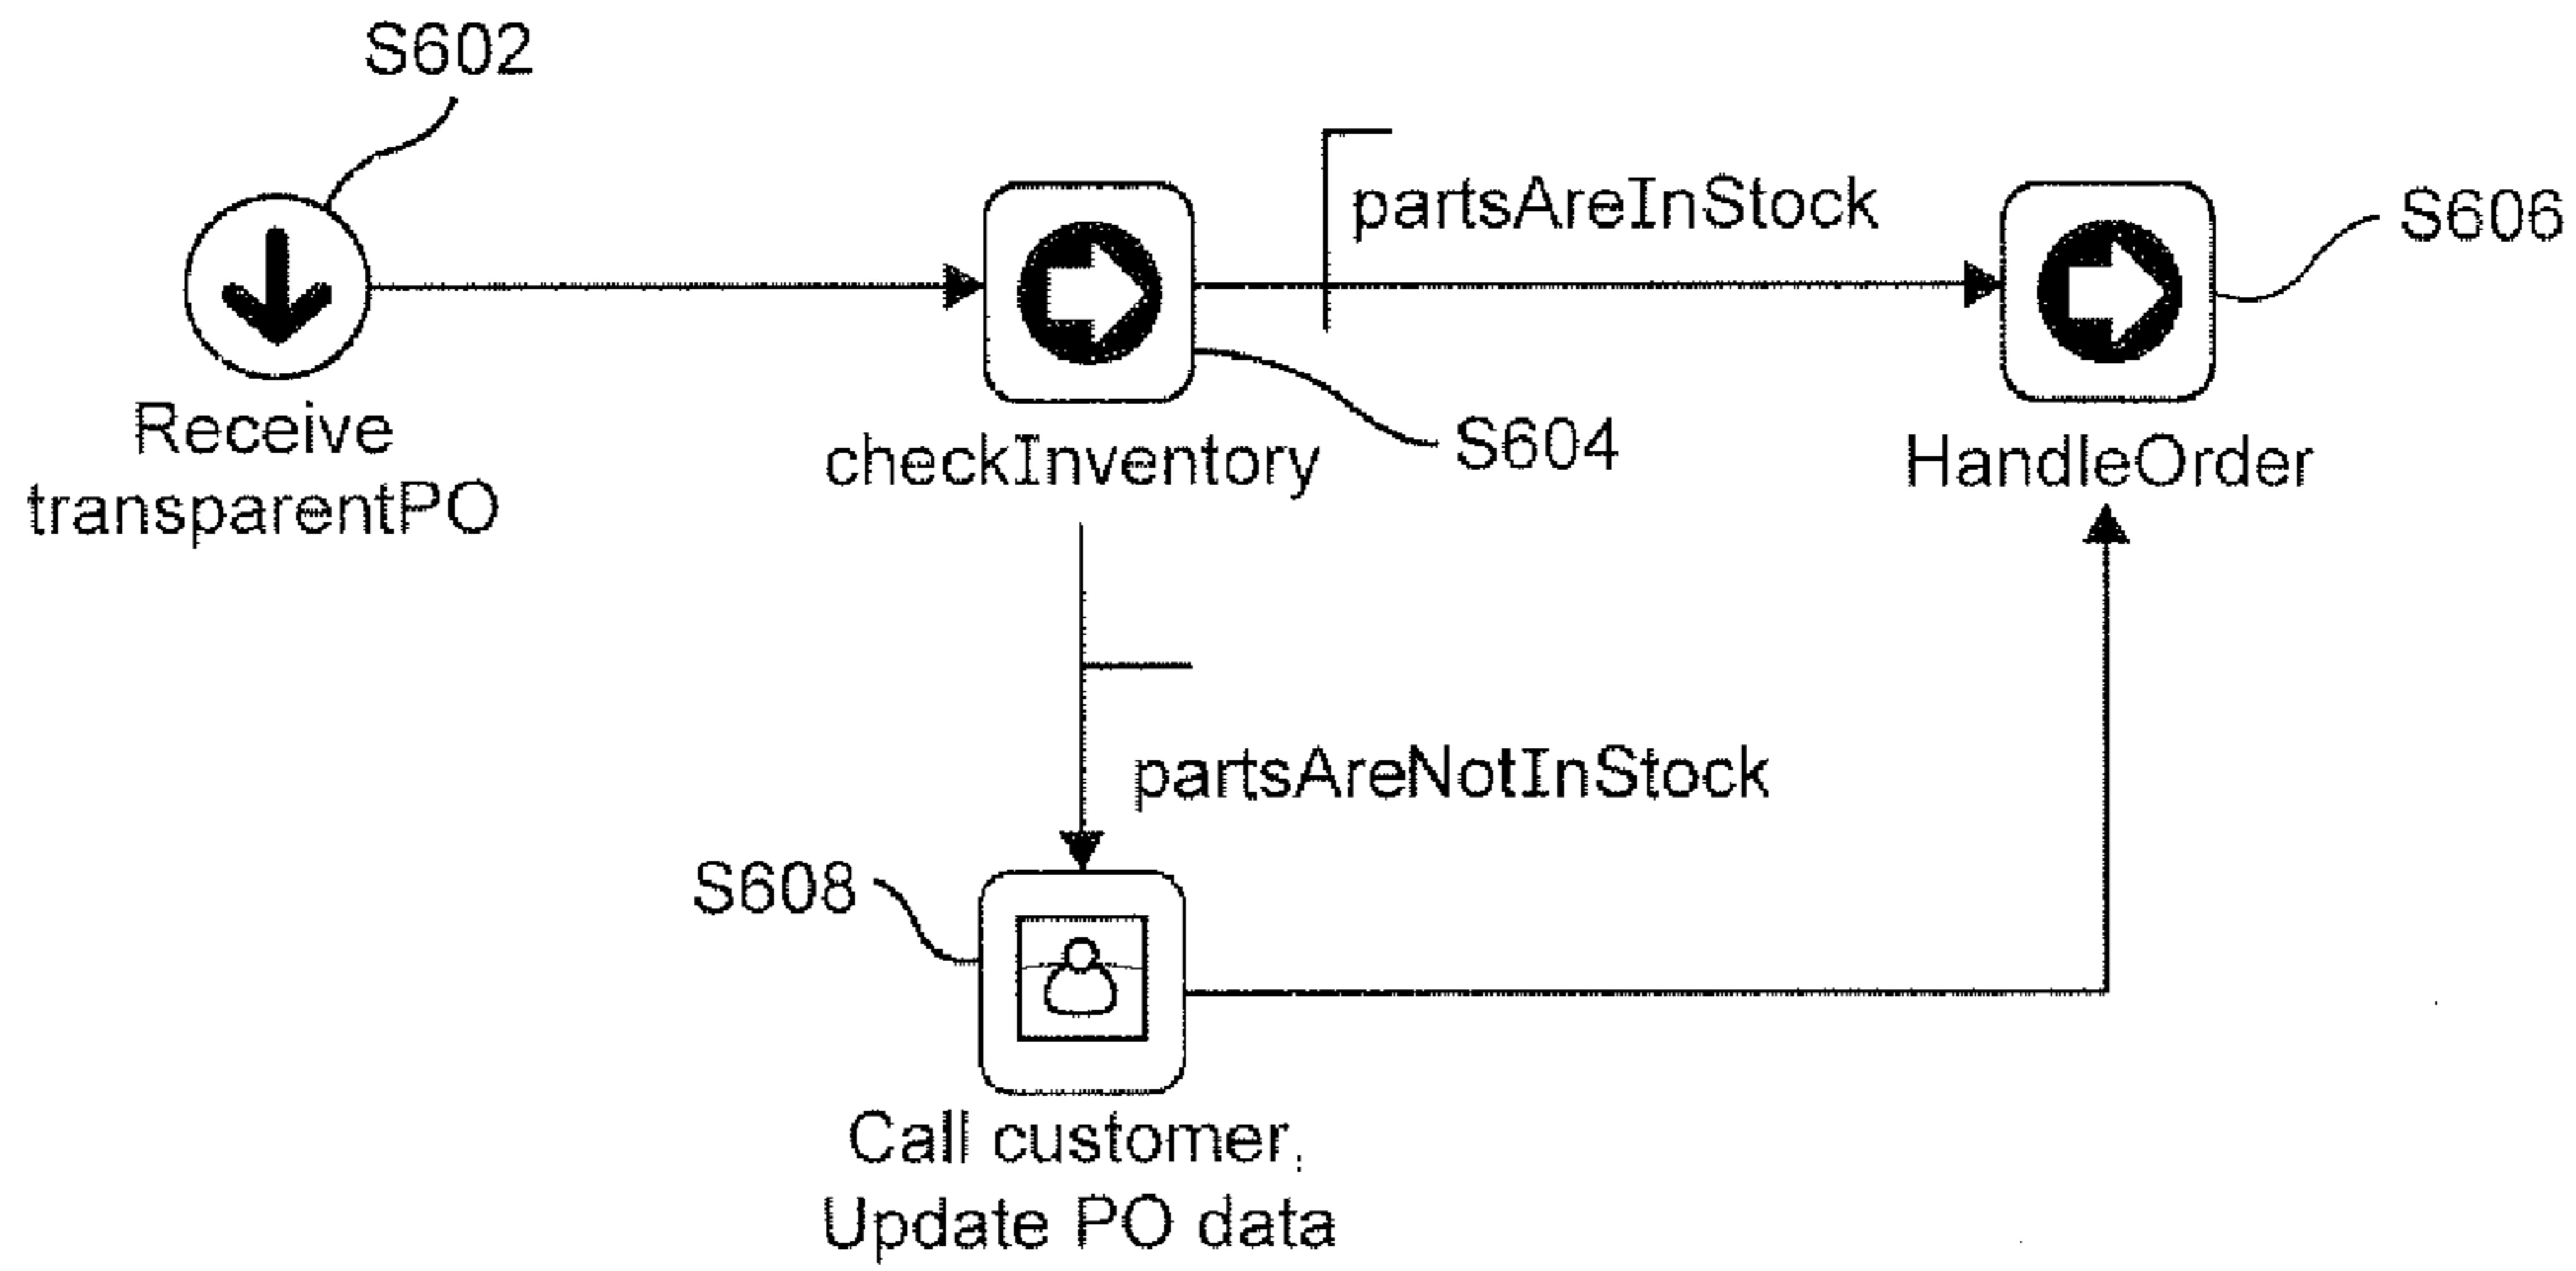 S602
partsAreInStock
S606
Receive
transparentPO
checkInventory
S604
HandleOrder
partsAreNotInStock
S608
Call customer,
Update PO data